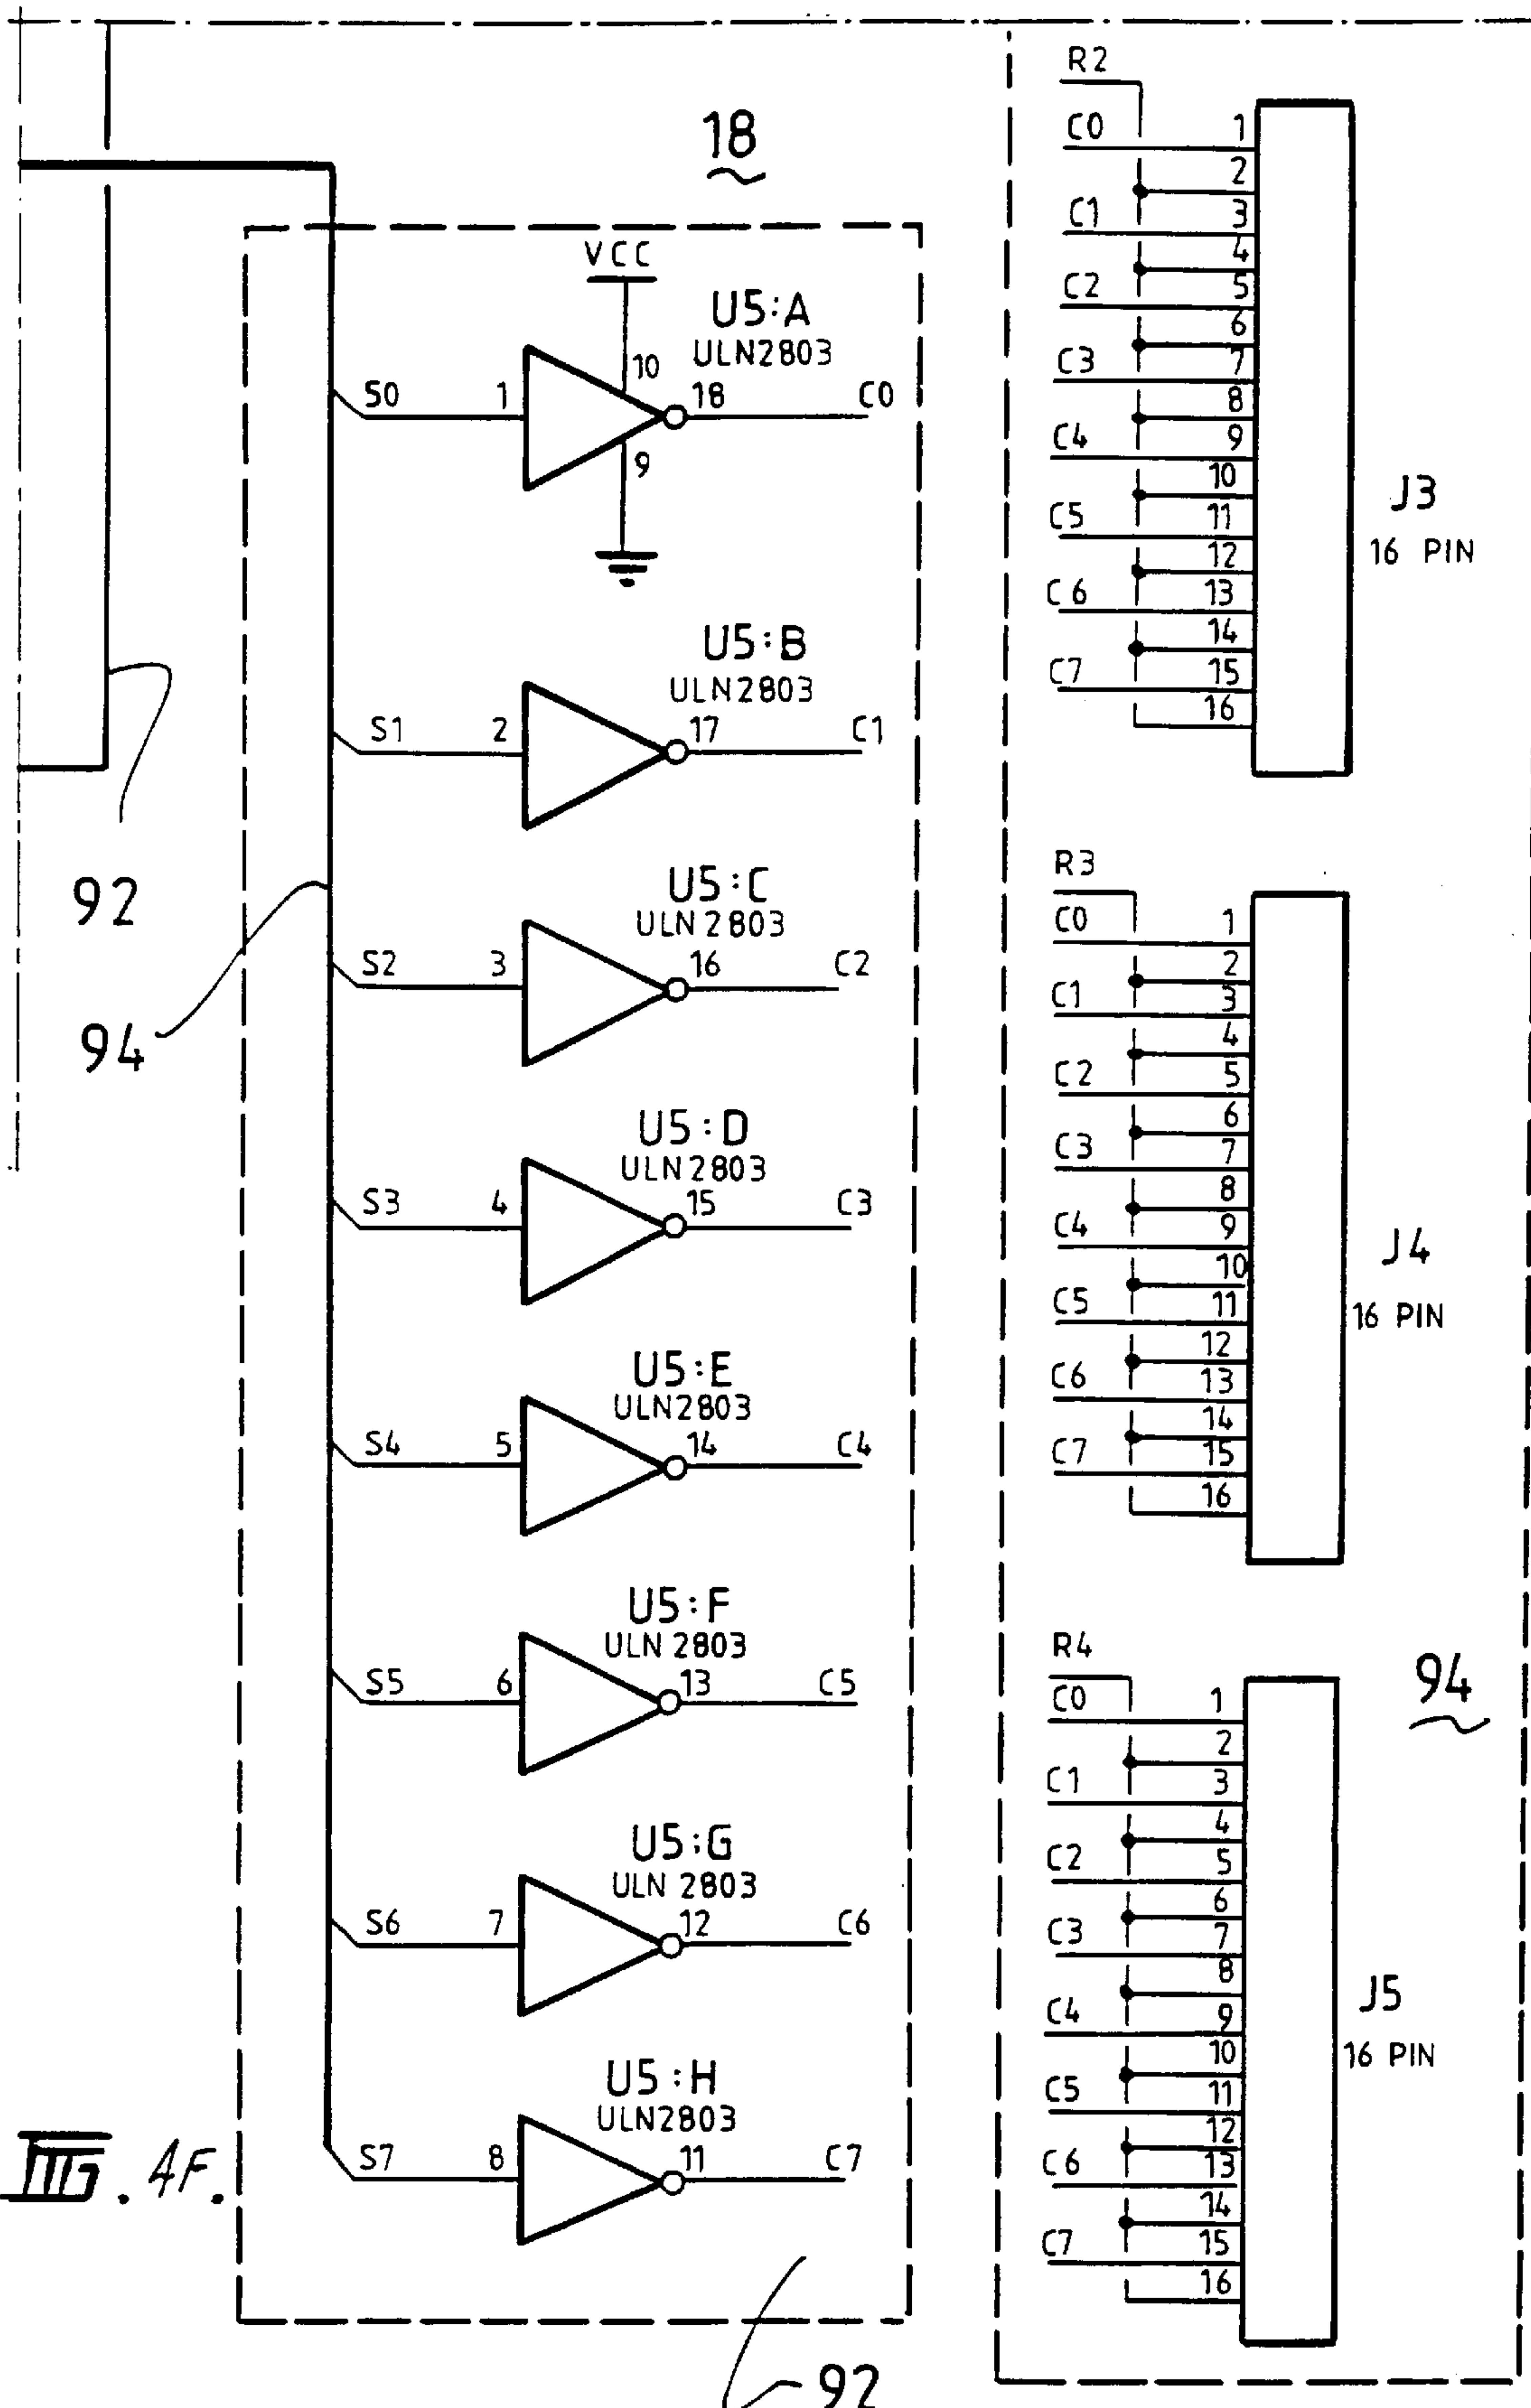 18
VCC
U5:A
ULN2803
10
S0 1 18 C0
9
U5:B
ULN2803
S1 2 17 C1
92
U5:C
ULN2803
S2 3 16 C2
94
U5:D
ULN2803
S3 4 15 C3
U5:E
ULN2803
S4 5 14 C4
U5:F
ULN2803
S5 6 13 C5
U5:G
ULN2803
S6 7 12 C6
U5:H
ULN2803
S7 8 11 C7
FIG. 4F.
92
R2
C0 1
2
C1 3
4
C2 5
6
C3 7
8
C4 9
10
C5 11
12
C6 13
14
C7 15
16
J3
16 PIN
R3
C0 1
2
C1 3
4
C2 5
6
C3 7
8
C4 9
10
C5 11
12
C6 13
14
C7 15
16
J4
16 PIN
R4
94
C0 1
2
C1 3
4
C2 5
6
C3 7
8
C4 9
10
C5 11
12
C6 13
14
C7 15
16
J5
16 PIN